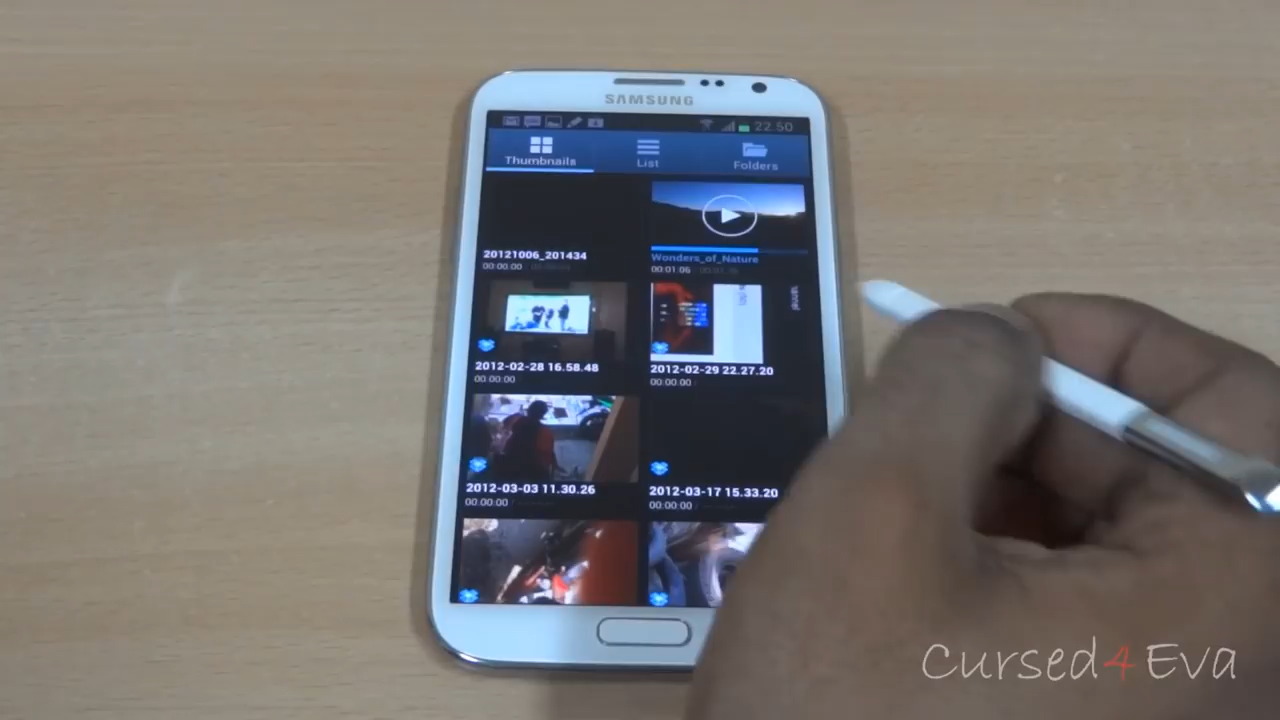 SAMSUNG
22.50
Thumbnails
List
Folders
20121006_201434
00:00.00
Wonders_of_Nature
00:01.06
2012-02-28 16.58.48
00:00:00
2012-02-29 22.27.20
00:00:00
2012-03-03 11.30.26
00:00:00
2012-03-17 15.33.20
00:00:00
Cursed4Eva